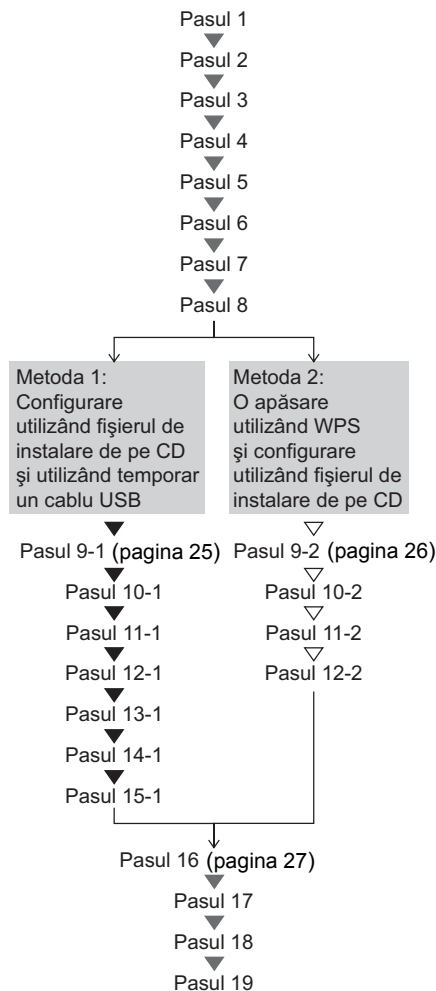 Pasul 1
Pasul 2
Pasul 3
Pasul 4
Pasul 5
Pasul 6
Pasul 7
Pasul 8
Metoda 1:
Configurare
utilizând fişierul de
instalare de pe CD
şi utilizând temporar
un cablu USB
Metoda 2:
O apăsare
utilizând WPS
şi configurare
utilizând fişierul de
instalare de pe CD
Pasul 9-1 (pagina 25)
Pasul 10-1
Pasul 11-1
Pasul 12-1
Pasul 13-1
Pasul 14-1
Pasul 15-1
Pasul 9-2 (pagina 26)
Pasul 10-2
Pasul 11-2
Pasul 12-2
Pasul 16 (pagina 27)
Pasul 17
Pasul 18
Pasul 19